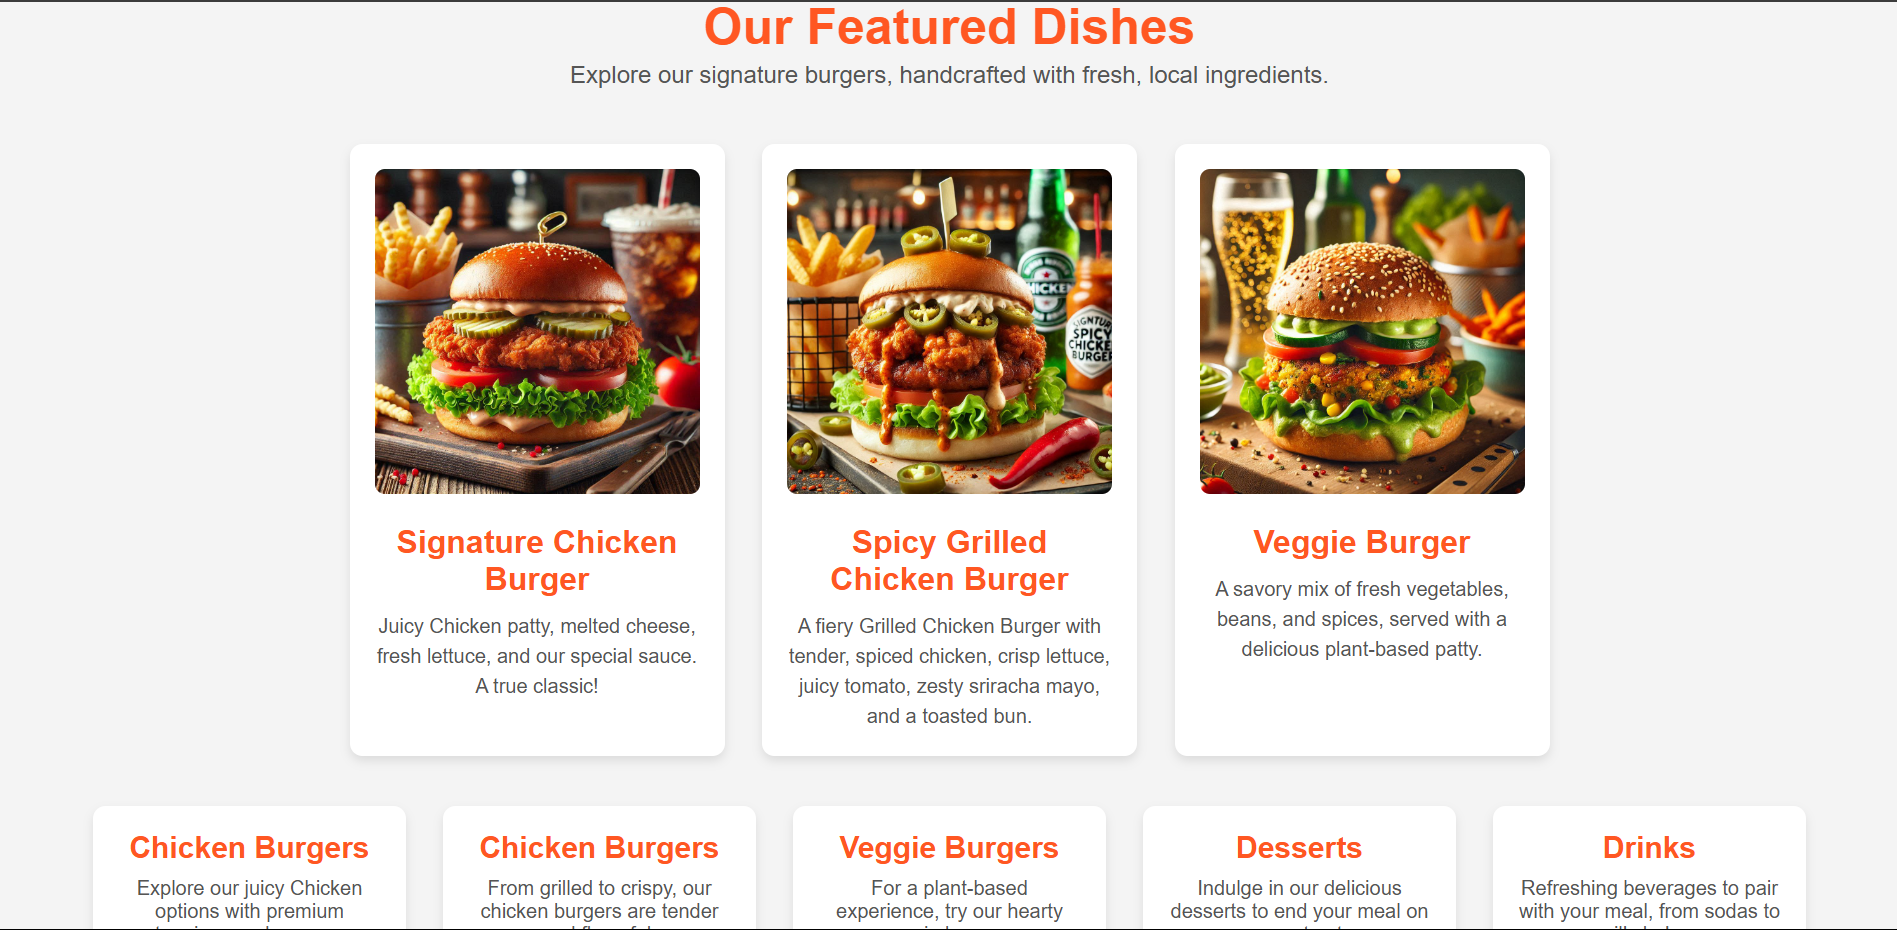 Our Featured Dishes
Explore our signature burgers, handcrafted with fresh, local ingredients.
HICKEN
SIGNTUR
SPICY
CHICKE
BURGER
Signature Chicken
Burger
Juicy Chicken patty, melted cheese,
fresh lettuce, and our special sauce.
A true classic!
Spicy Grilled
Chicken Burger
A fiery Grilled Chicken Burger with
tender, spiced chicken, crisp lettuce,
juicy tomato, zesty sriracha mayo,
and a toasted bun.
Veggie Burger
A savory mix of fresh vegetables,
beans, and spices, served with a
delicious plant-based patty.
Chicken Burgers
Explore our juicy Chicken
options with premium
Chicken Burgers
From grilled to crispy, our
chicken burgers are tender
Veggie Burgers
For a plant-based
experience, try our hearty
Desserts
Indulge in our delicious
desserts to end your meal on
Drinks
Refreshing beverages to pair
with your meal, from sodas to